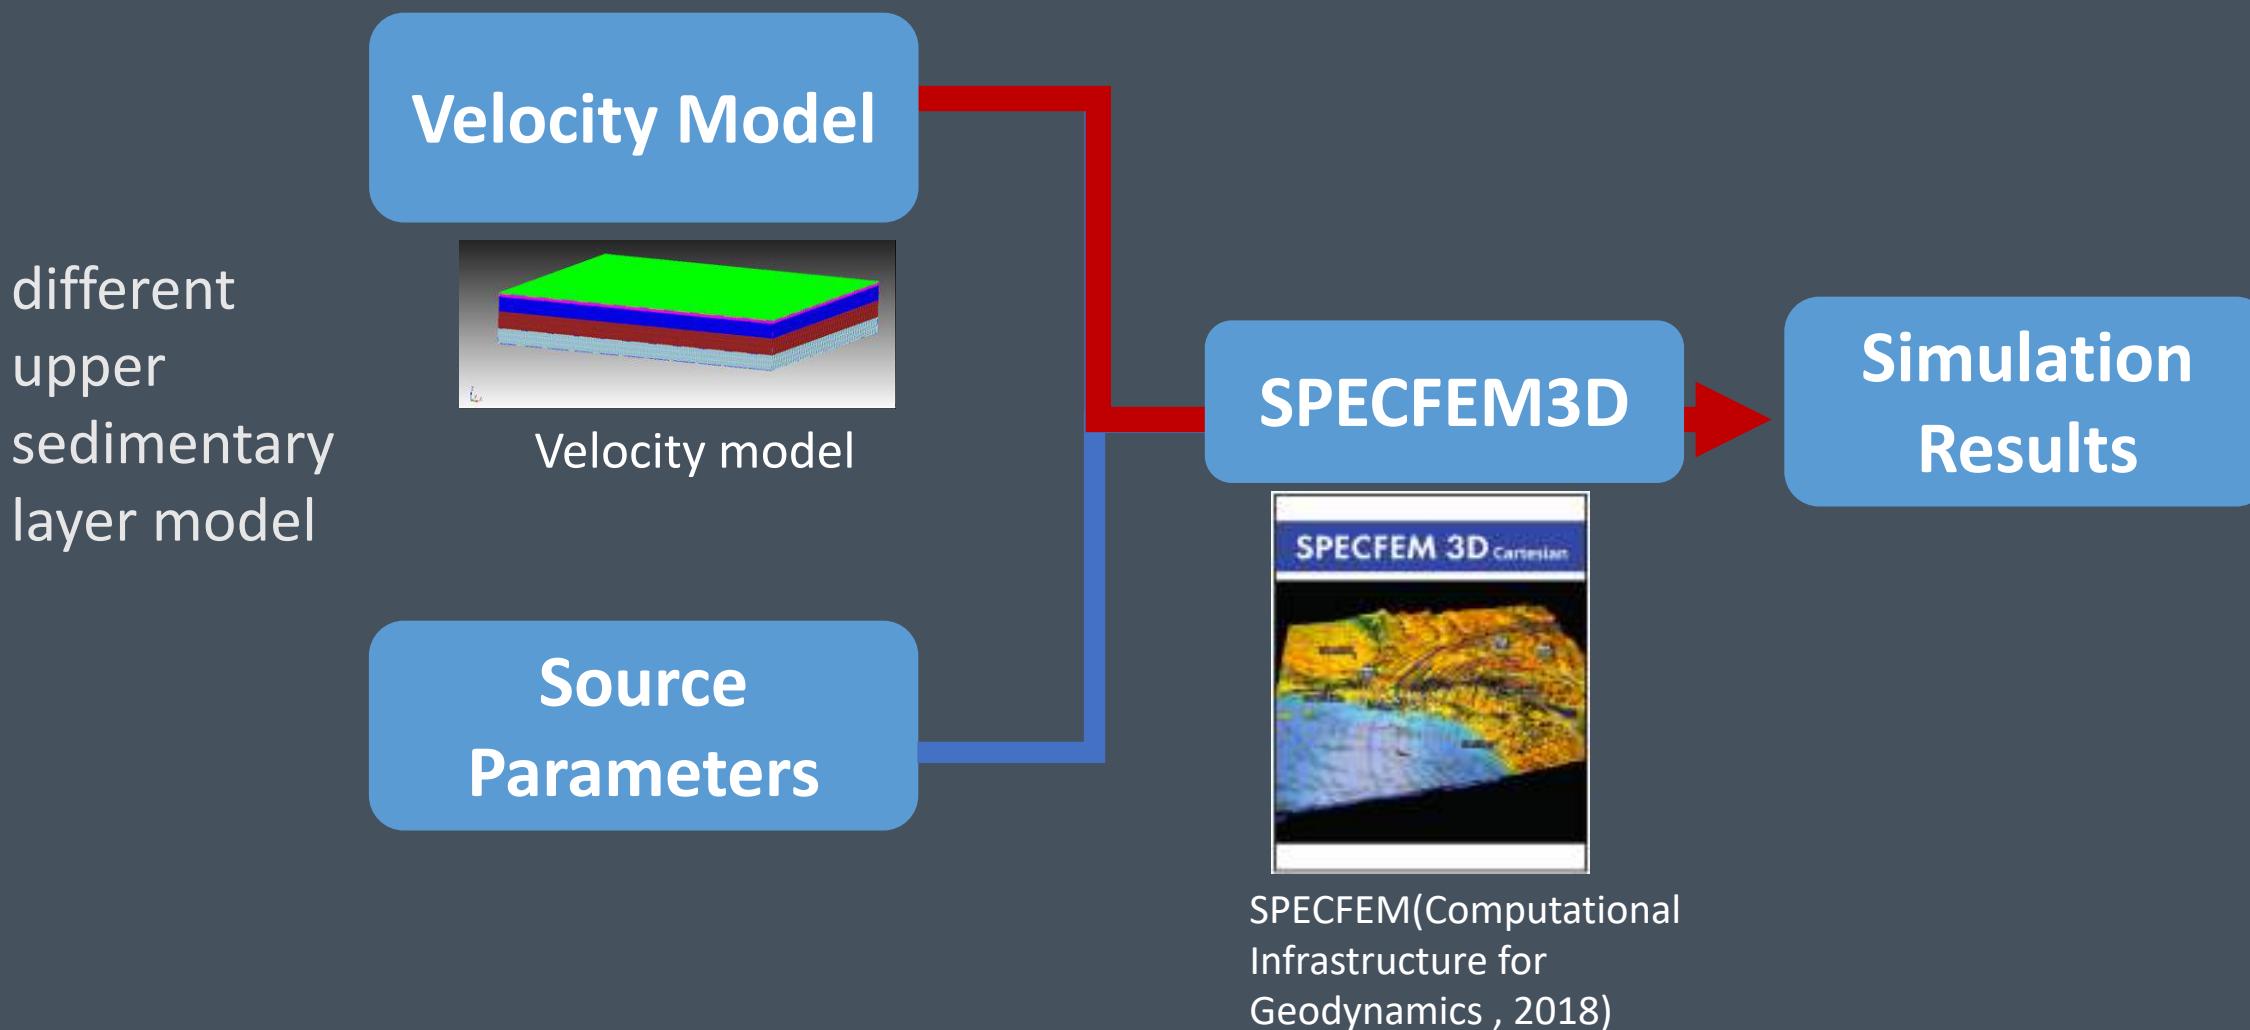 Velocity Model
different
upper
sedimentary
layer model
Velocity model
Source
Parameters
SPECFEM3D
SPECFEM 3D Cartesian
SPECFEM(Computational
Infrastructure for
Geodynamics , 2018)
Simulation
Results